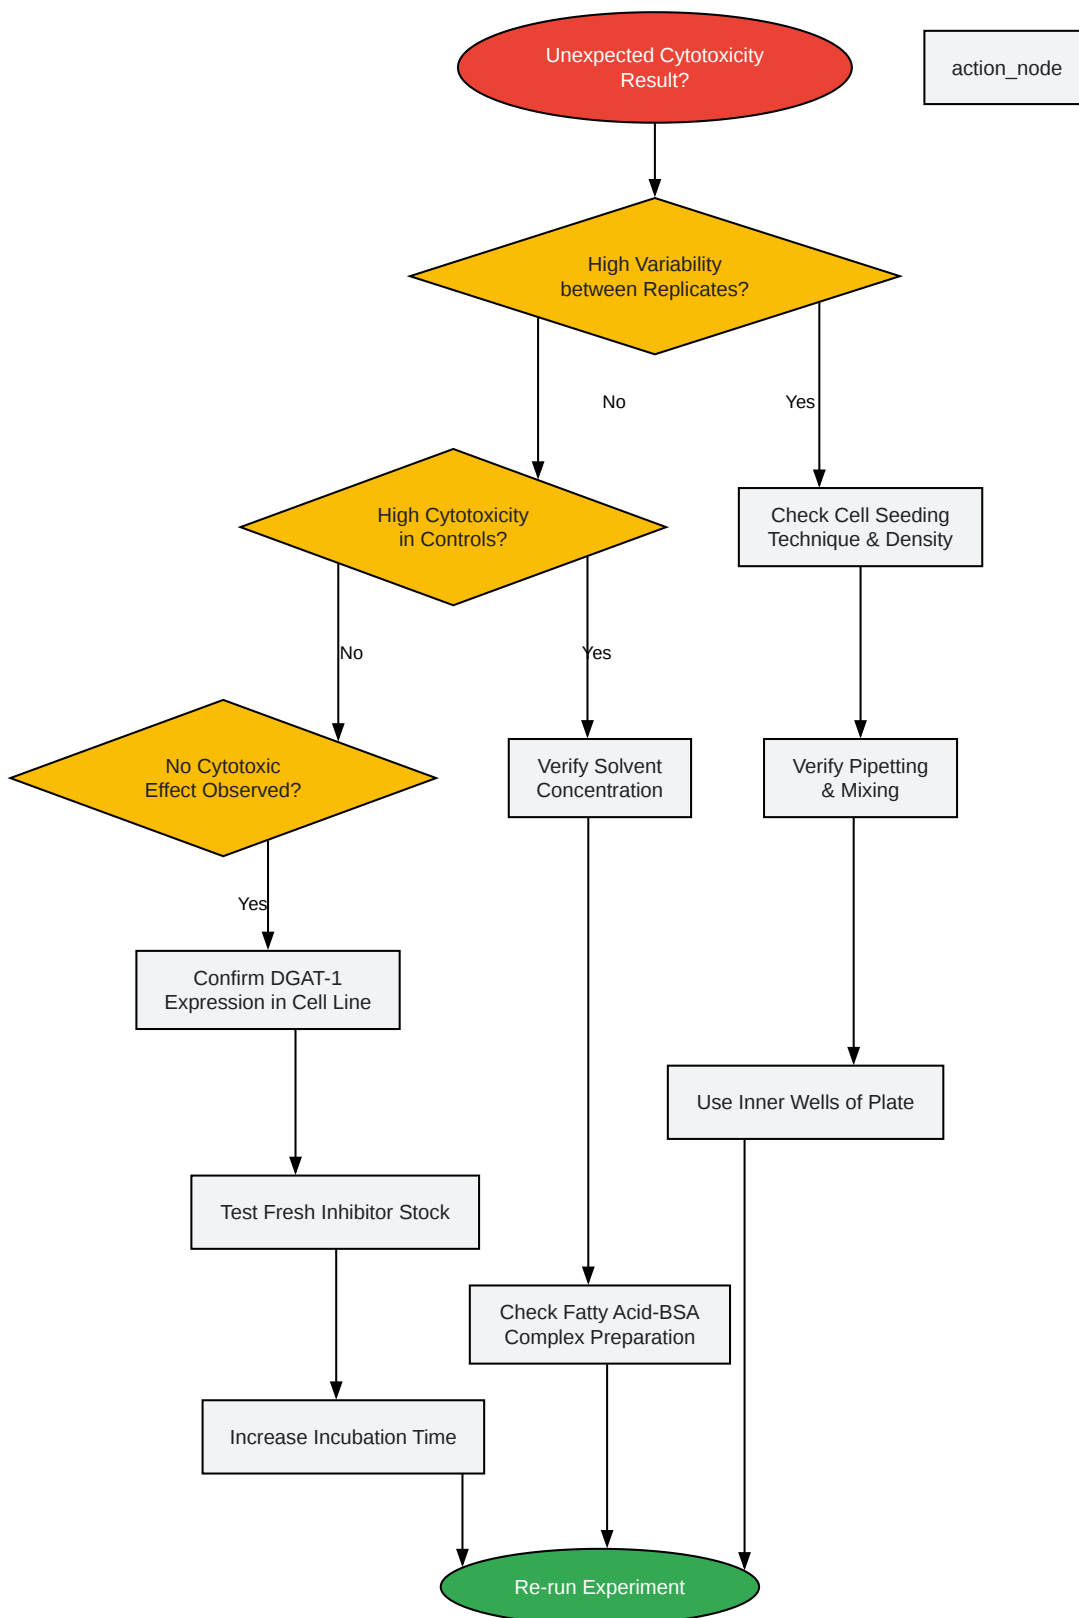 Unexpected Cytotoxicity
Result?
action_node
High Variability
between Replicates?
No
Yes
High Cytotoxicity
in Controls?
Check Cell Seeding
Technique & Density
No
Yes
No Cytotoxic
Effect Observed?
Verify Solvent
Concentration
Verify Pipetting
& Mixing
Yes
Confirm DGAT-1
Expression in Cell Line
Use Inner Wells of Plate
Test Fresh Inhibitor Stock
Check Fatty Acid-BSA
Complex Preparation
Increase Incubation Time
Re-run Experiment